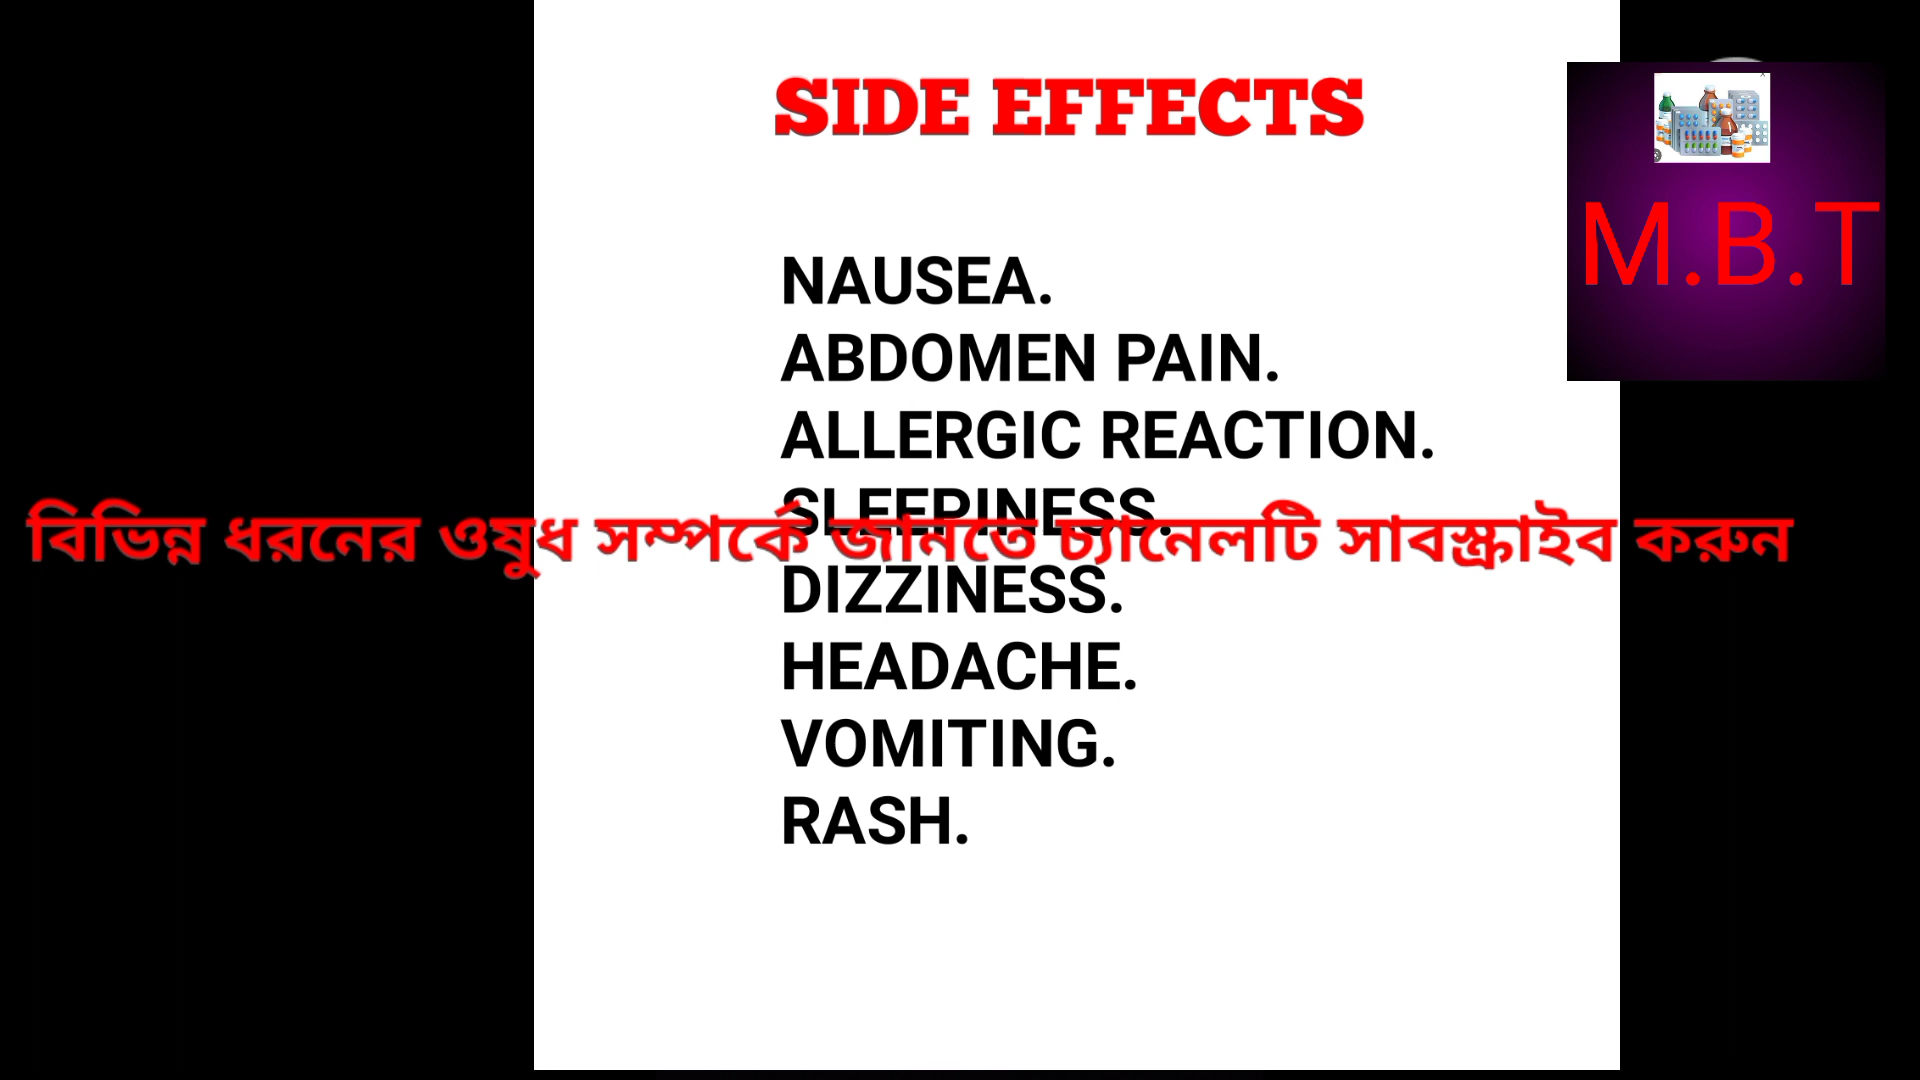 SIDE EFFECTS
M.B.T
NAUSEA.
ABDOMEN PAIN.
ALLERGIC REACTION.
SLEEPINESS.
বিভিন্ন ধরনের ওষুধ সম্পর্কে জানতে চ্যানেলটি সাবস্ক্রাইব করুন
DIZZINESS.
HEADACHE.
VOMITING.
RASH.